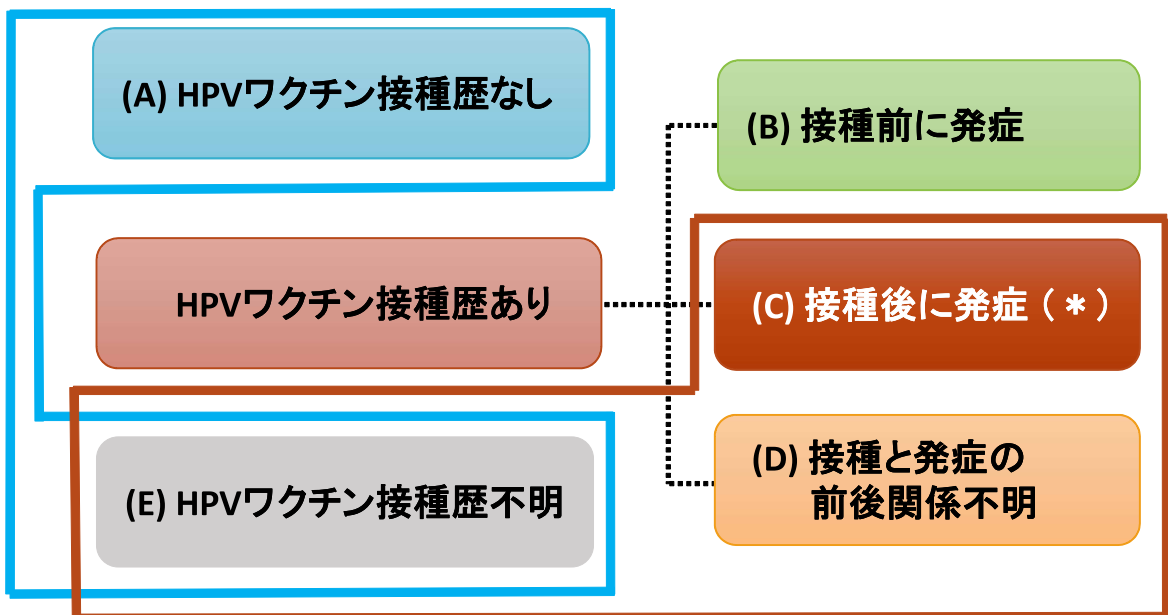 (A) HPVワクチン接種歴なし
(B) 接種前に発症
HPVワクチン接種歴あり
(C) 接種後に発症（＊）
(D) 接種と発症の
前後関係不明
(E) HPVワクチン接種歴不明